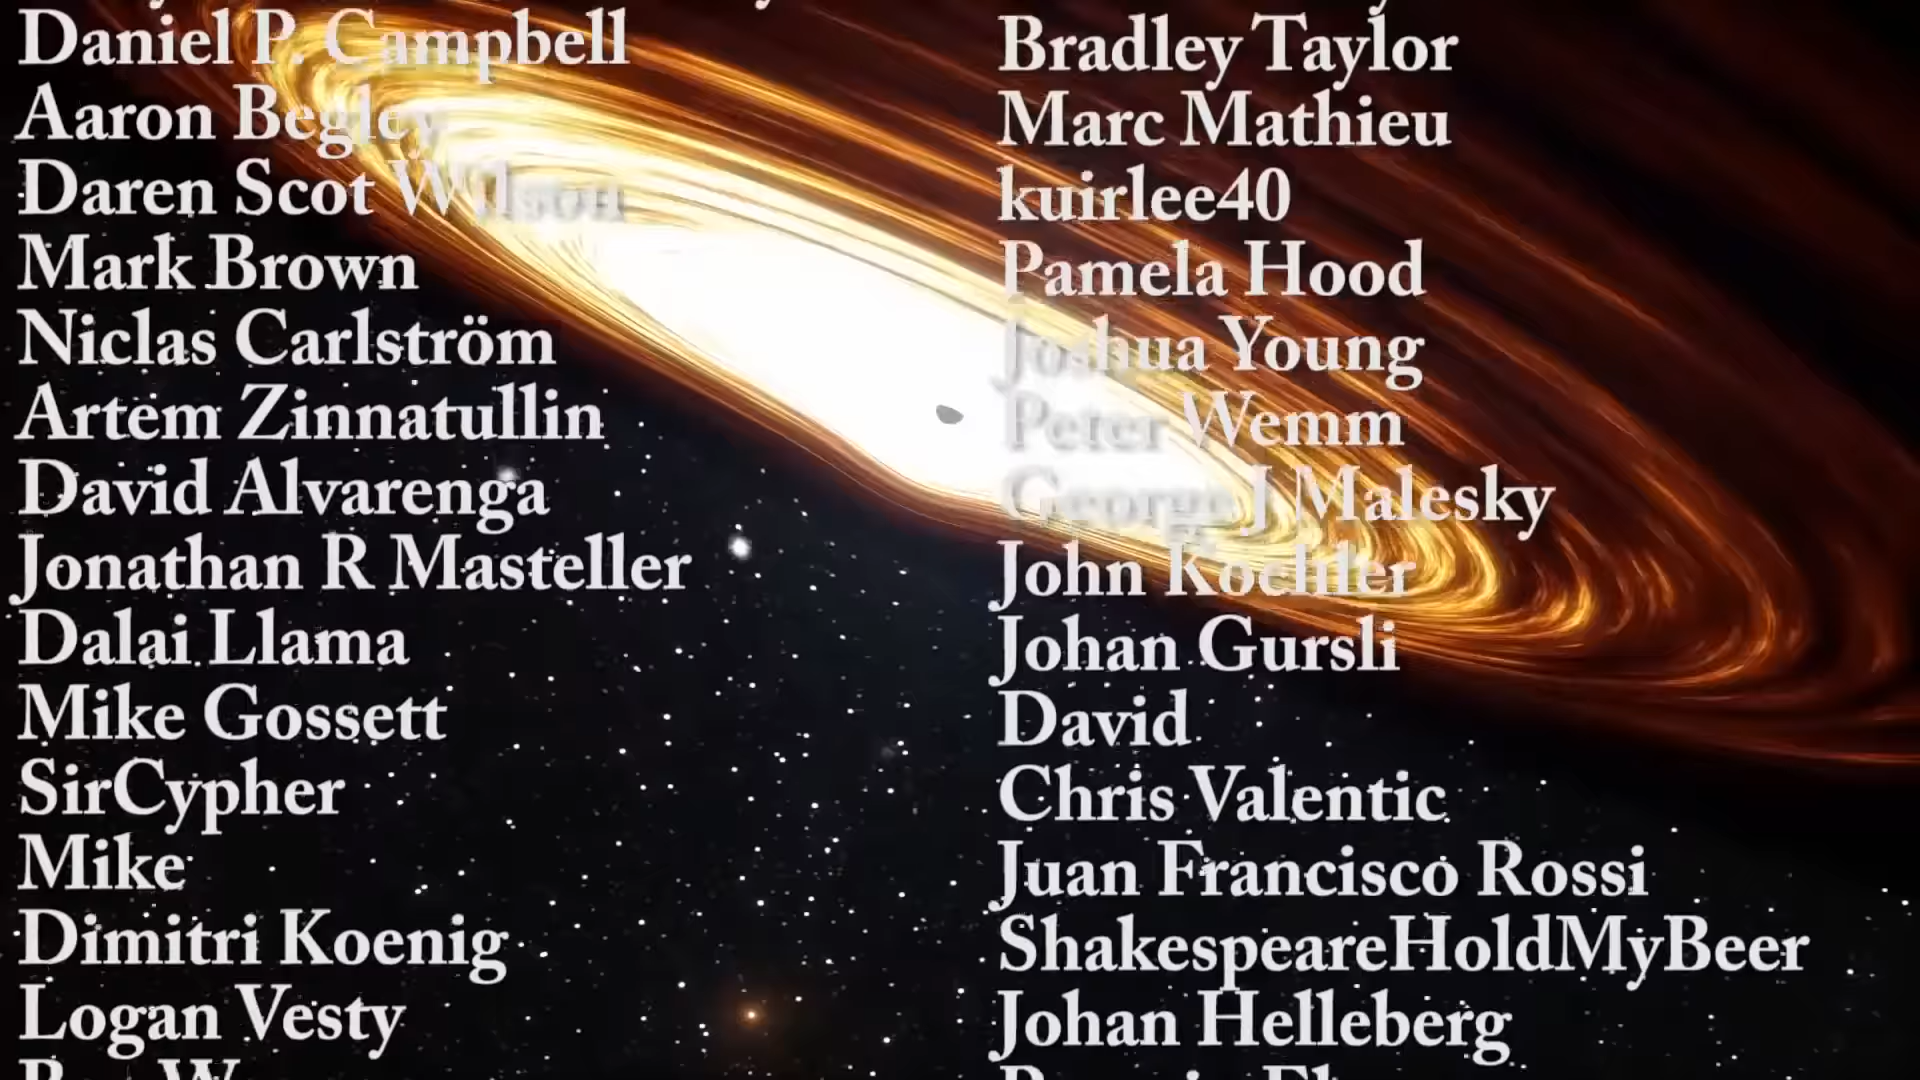 Daniel P. Campbell
Aaron Begley
Daren Scot Wilson
Mark Brown
Niclas Carlström
Artem Zinnatullin
David Alvarenga
Jonathan R Masteller
Dalai Llama
Mike Gossett
SirCypher
Mike
Dimitri Koenig
Logan Vesty
Bradley Taylor
Marc Mathieu
kuirlee40
Pamela Hood
Joshua Young
Peter Wemm
George J Malesky
John Koehler
Johan Gursli
David
Chris Valentic
Juan Francisco Rossi
ShakespeareHoldMyBeer
Johan Helleberg